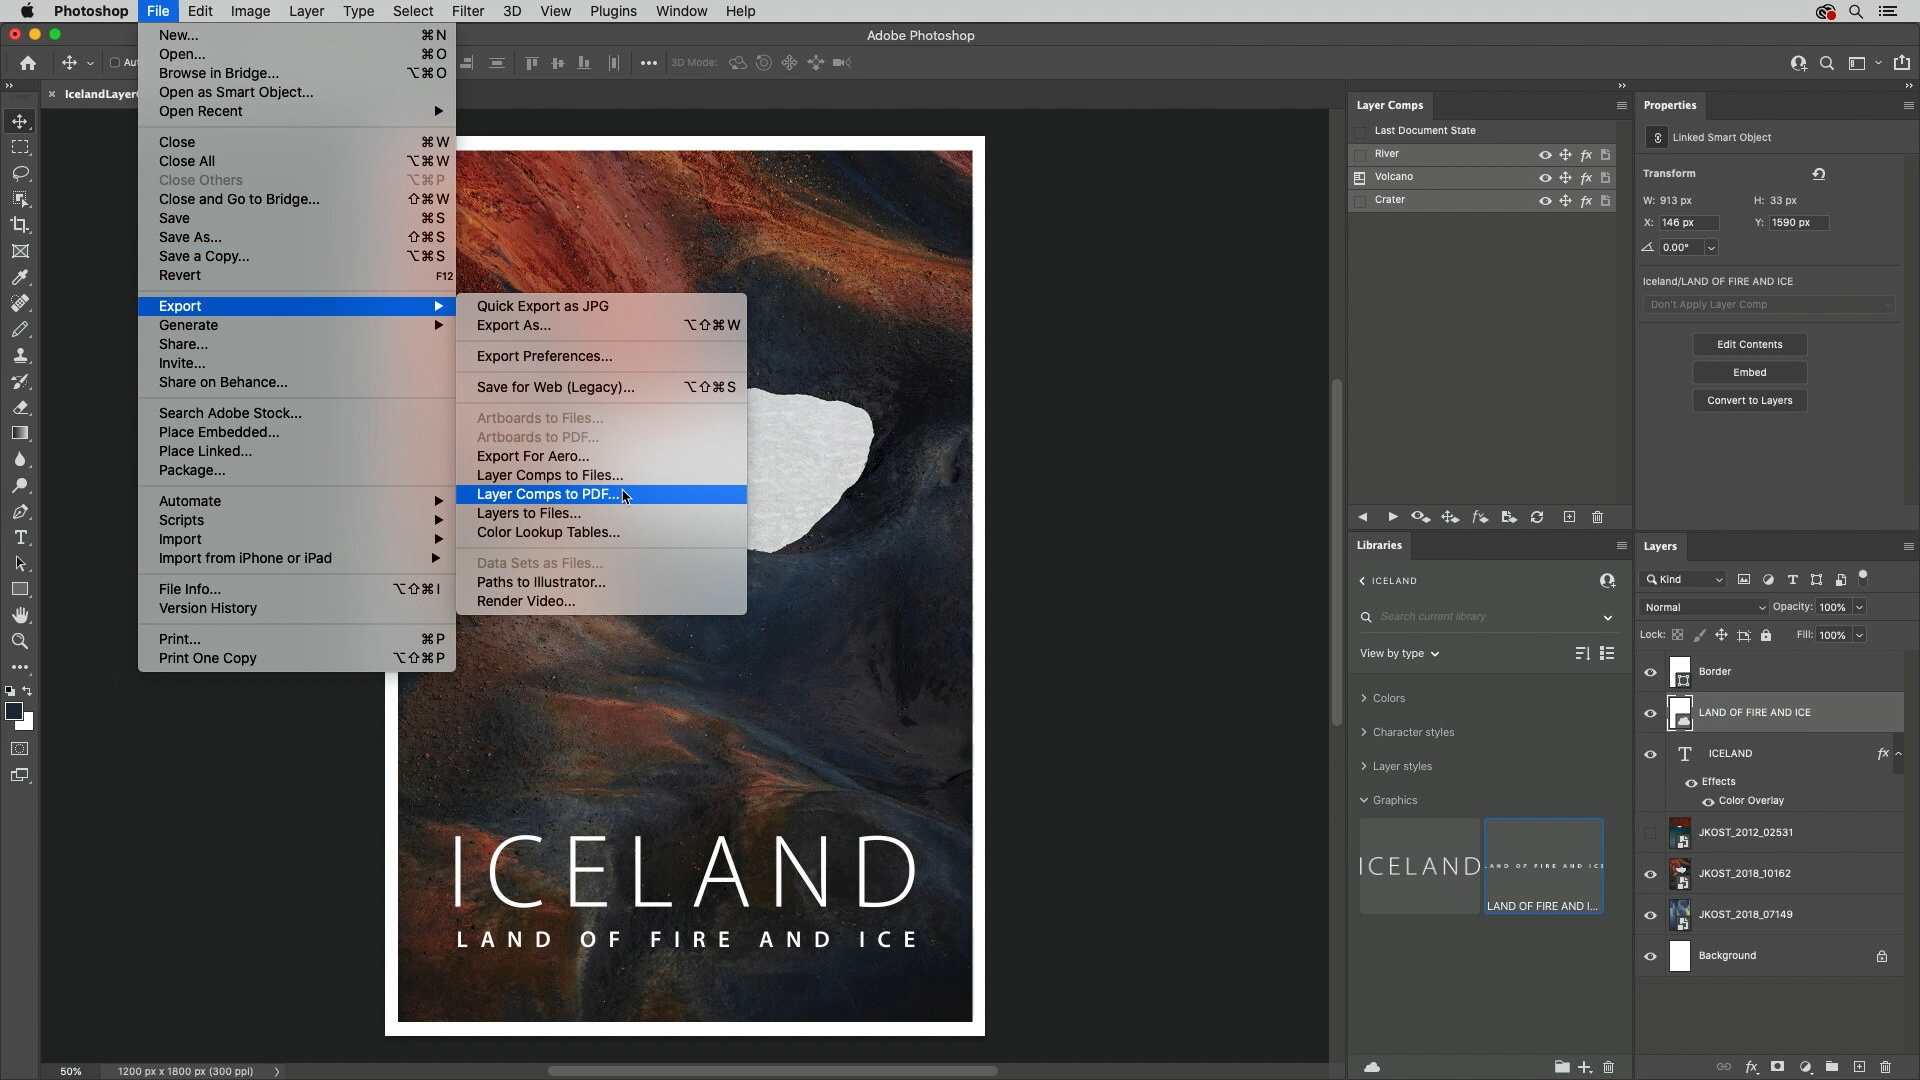 Photoshop File Edit Image Layer Type Select Filter 3D View Plugins Window Help
Adobe Photoshop
3D Mode:
IcelandLayer
New... ⌘N
Open... ⌘O
Browse in Bridge... ⌥⌘O
Open as Smart Object...
Open Recent
Close ⌘W
Close All ⌥⌘W
Close Others ⌥⌘P
Close and Go to Bridge... ⇧⌘W
Save ⌘S
Save As... ⇧⌘S
Save a Copy... ⌥⌘S
Revert F12
Export
Generate
Share...
Invite...
Share on Behance...
Search Adobe Stock...
Place Embedded...
Place Linked...
Package...
Automate
Scripts
Import
Import from iPhone or iPad
File Info... ⌥⇧⌘I
Version History
Print... ⌘P
Print One Copy ⌥⇧⌘P
Quick Export as JPG
Export As... ⌥⇧⌘W
Export Preferences...
Save for Web (Legacy)... ⌥⇧⌘S
Artboards to Files...
Artboards to PDF...
Export For Aero...
Layer Comps to Files...
Layer Comps to PDF...
Layers to Files...
Color Lookup Tables...
Data Sets as Files...
Paths to Illustrator...
Render Video...
ICELAND
LAND OF FIRE AND ICE
50% 1200 px x 1800 px (300 ppi)
Layer Comps
Last Document State
River
Volcano
Crater
Libraries
ICELAND
Search current library
View by type
Colors
Character styles
Layer styles
Graphics
ICELAND
LAND OF FIRE AND ICE
LAND OF FIRE AND I...
Properties
Linked Smart Object
Transform
W: 913 px H: 33 px
X: 146 px Y: 1590 px
0.00°
Iceland/LAND OF FIRE AND ICE
Don't Apply Layer Comp
Edit Contents
Embed
Convert to Layers
Layers
Kind
Normal Opacity: 100%
Lock: Fill: 100%
Border
LAND OF FIRE AND ICE
ICELAND fx
Effects
Color Overlay
JKOST_2012_02531
JKOST_2018_10162
JKOST_2018_07149
Background